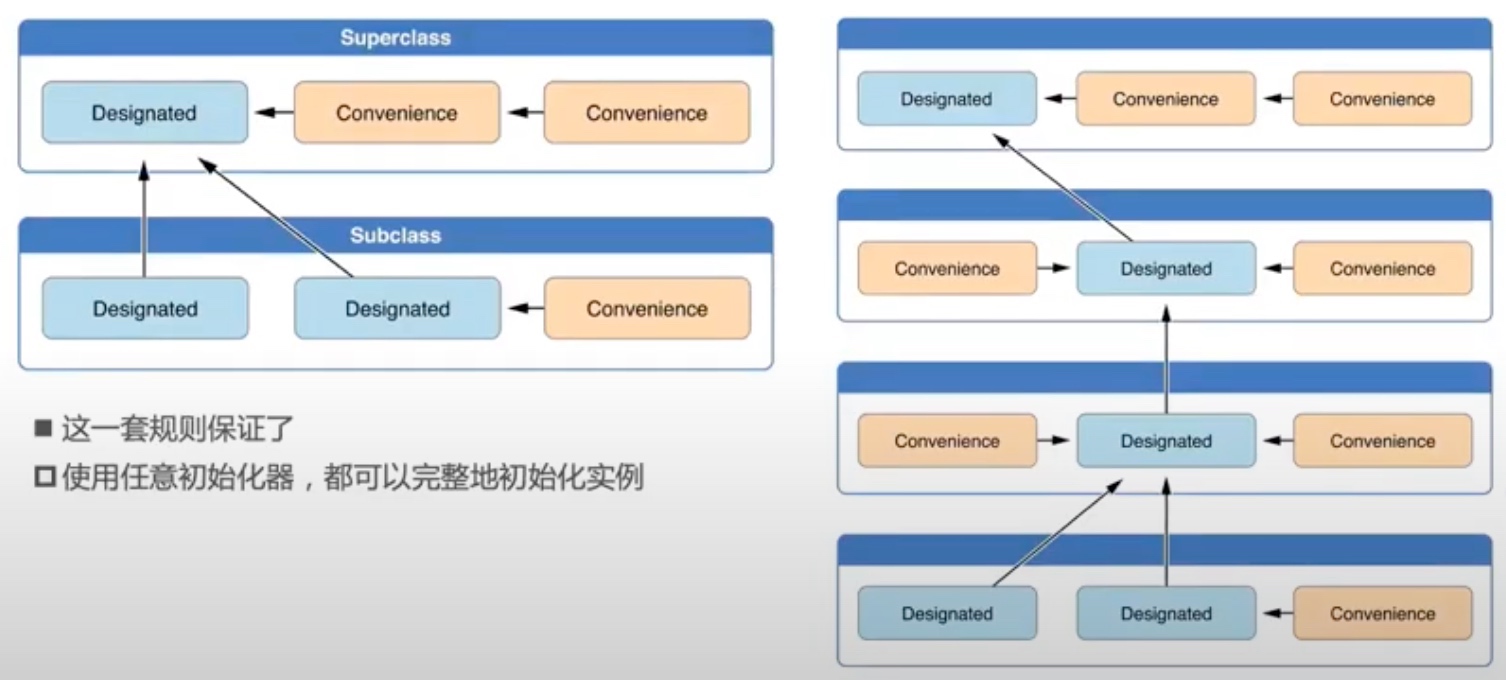 Superclass
Designated
Convenience
Convenience
Subclass
Designated
Designated
Convenience
■ 这一套规则保证了
□ 使用任意初始化器，都可以完整地初始化实例
Designated
Convenience
Convenience
Convenience
Designated
Convenience
Convenience
Designated
Convenience
Designated
Designated
Convenience